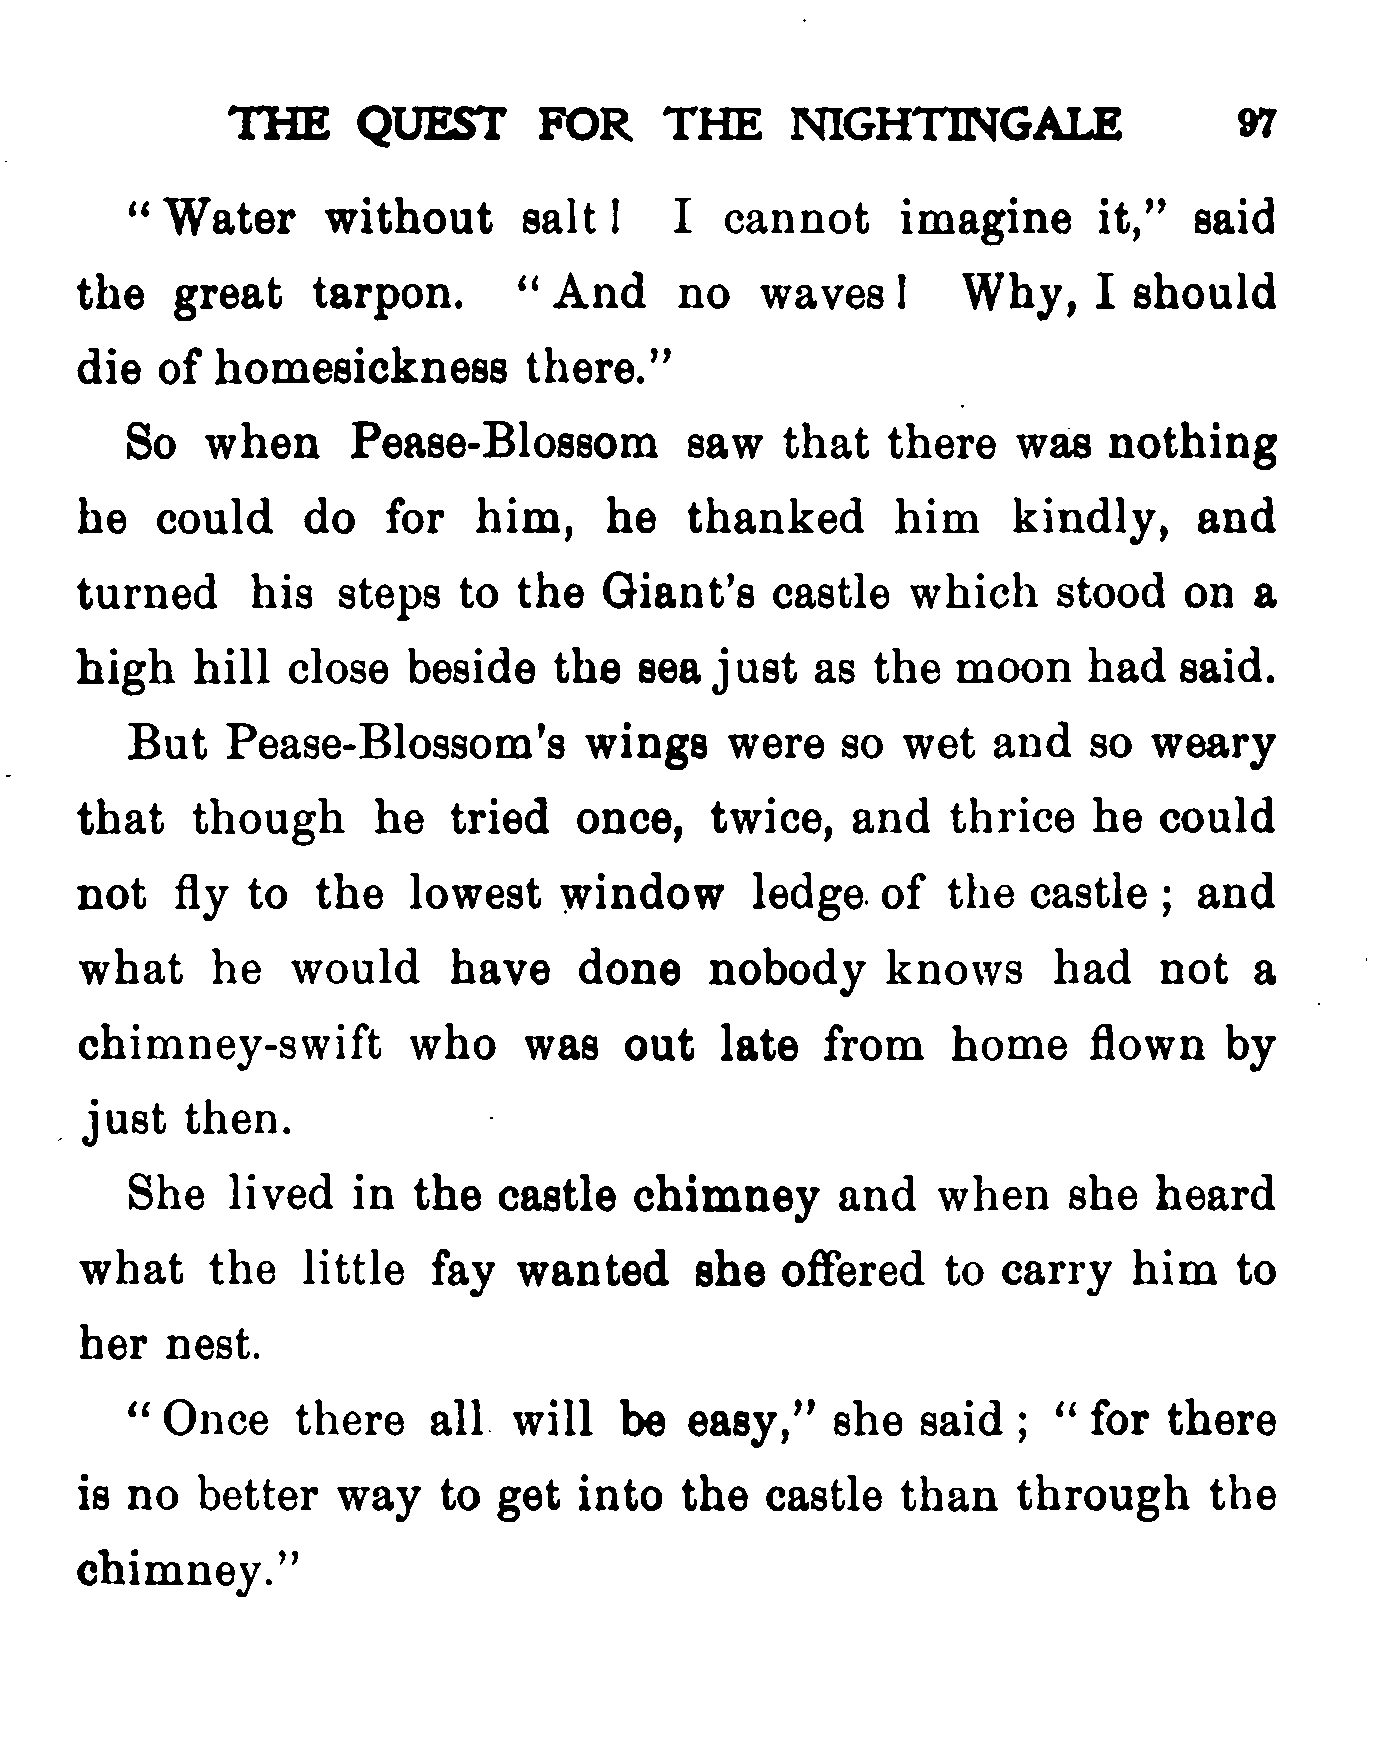 THE QUEST FOR THE NIGHTINGALE 97
“Water without salt! I cannot imagine it,” said
the great tarpon. “And no waves! Why, I should
die of homesickness there.”
So when Pease-Blossom saw that there was nothing
he could do for him, he thanked him kindly, and
turned his steps to the Giant’s castle which stood on a
high hill close beside the sea just as the moon had said.
But Pease-Blossom’s wings were so wet and so weary
that though he tried once, twice, and thrice he could
not fly to the lowest window ledge of the castle; and
what he would have done nobody knows had not a
chimney-swift who was out late from home flown by
just then.
She lived in the castle chimney and when she heard
what the little fay wanted she offered to carry him to
her nest.
“Once there all will be easy,” she said; “for there
is no better way to get into the castle than through the
chimney.”